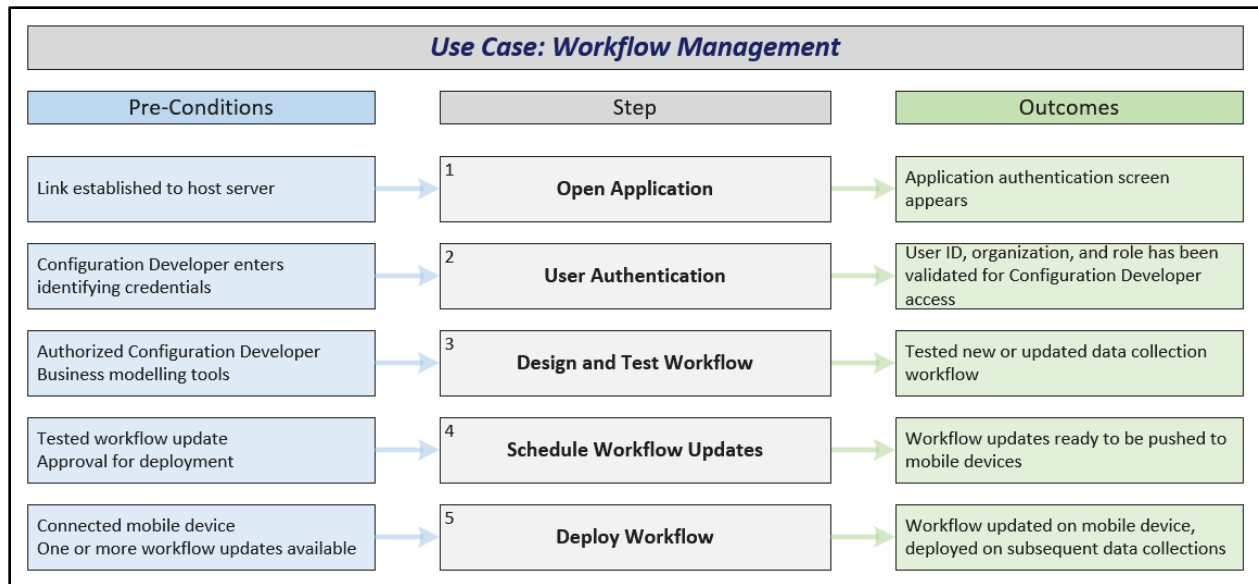 Use Case: Workflow Management
Pre-Conditions
Step
Outcomes
Link established to host server
1
Open Application
Application authentication screen
appears
Configuration Developer enters
identifying credentials
2
User Authentication
User ID, organization, and role has been
validated for Configuration Developer
access
Authorized Configuration Developer
Business modelling tools
3
Design and Test Workflow
Tested new or updated data collection
workflow
Tested workflow update
Approval for deployment
4
Schedule Workflow Updates
Workflow updates ready to be pushed to
mobile devices
Connected mobile device
One or more workflow updates available
5
Deploy Workflow
Workflow updated on mobile device,
deployed on subsequent data collections